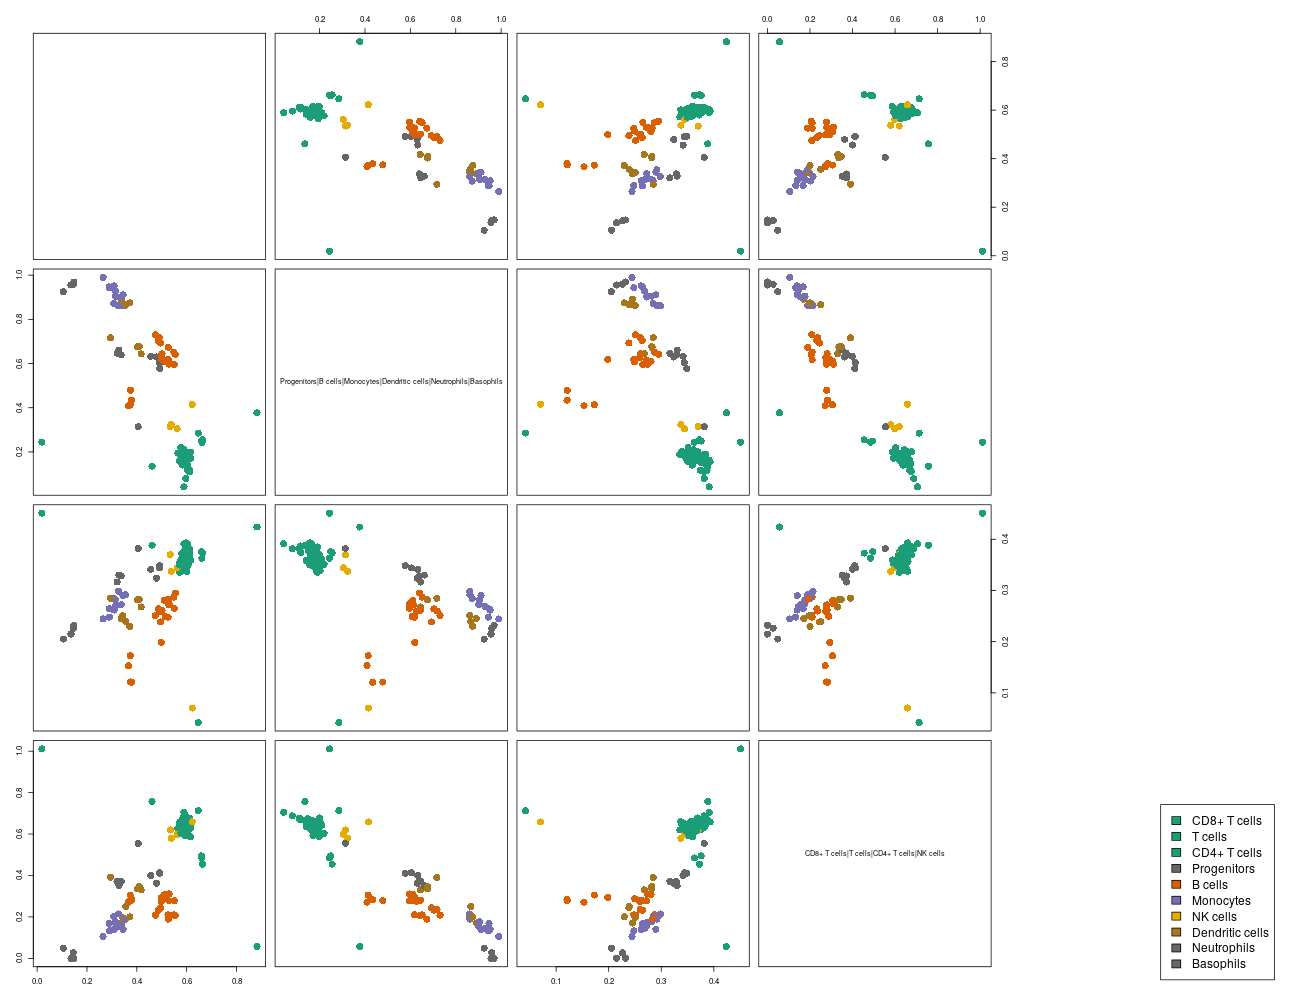 0.2 0.4 0.6 0.8 1.0
0.0 0.2 0.4 0.6 0.8 1.0
0.0 0.2 0.4 0.6 0.8
0.2 0.4 0.6 0.8 1.0
Progenitors|B cells|Monocytes|Dendritic cells|Neutrophils|Basophils
0.1 0.2 0.3 0.4
0.0 0.2 0.4 0.6 0.8 1.0
CD8+ T cells|T cells|CD4+ T cells|NK cells
0.0 0.2 0.4 0.6 0.8
0.1 0.2 0.3 0.4
CD8+ T cells
T cells
CD4+ T cells
Progenitors
B cells
Monocytes
NK cells
Dendritic cells
Neutrophils
Basophils